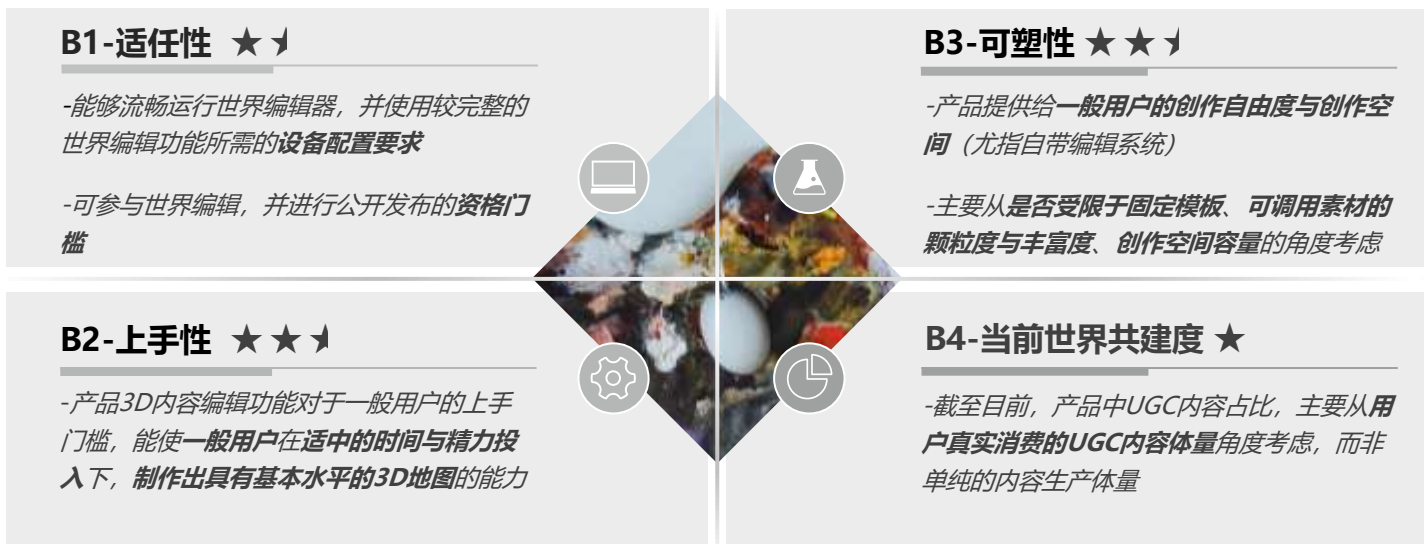 B1-适任性 ★★
-能够流畅运行世界编辑器，并使用较完整的
世界编辑功能所需的设备配置要求
-可参与世界编辑，并进行公开发布的资格门
槛
B2-上手性 ★★★
-产品3D内容编辑功能对于一般用户的上手
门槛，能使一般用户在适中的时间与精力投
入下，制作出具有基本水平的3D地图的能力
B3-可塑性 ★★★
-产品提供给一般用户的创作自由度与创作空
间（尤指自带编辑系统）
-主要从是否受限于固定模板、可调用素材的
颗粒度与丰富度、创作空间容量的角度考虑
B4-当前世界共建度 ★
-截至目前，产品中UGC内容占比，主要从用
户真实消费的UGC内容体量角度考虑，而非
单纯的内容生产体量